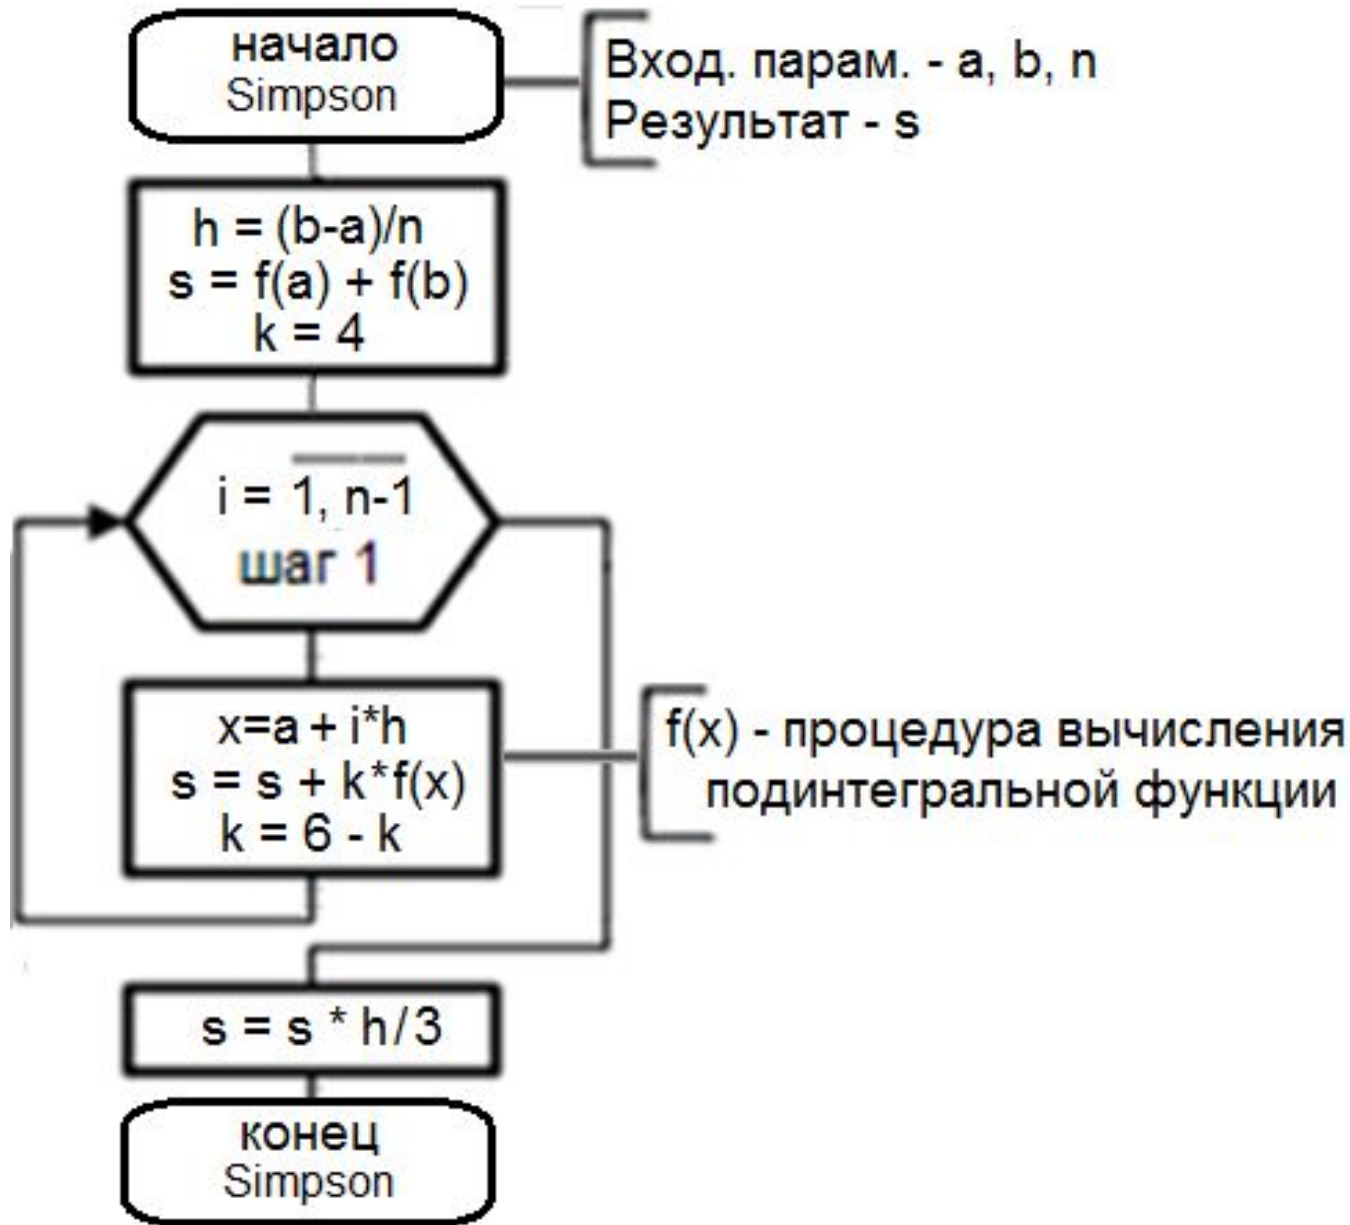 начало
Simpson
Вход. парам. - a, b, n
Результат - s
h = (b-a)/n
s = f(a) + f(b)
k = 4
i = 1, n-1
шаг 1
x=a + i*h
s = s + k*f(x)
k = 6 - k
f(x) - процедура вычисления
подинтегральной функции
s = s * h/3
конец
Simpson